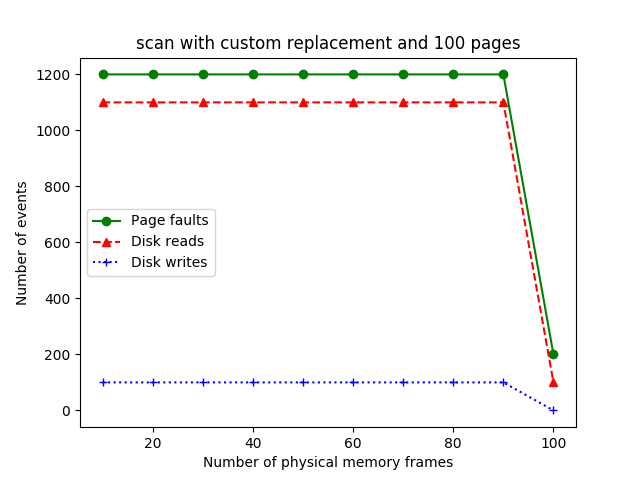 scan with custom replacement and 100 pages
1200
1000
800
600
400
200
0
Number of events
Page faults
Disk reads
Disk writes
20 40 60 80 100
Number of physical memory frames